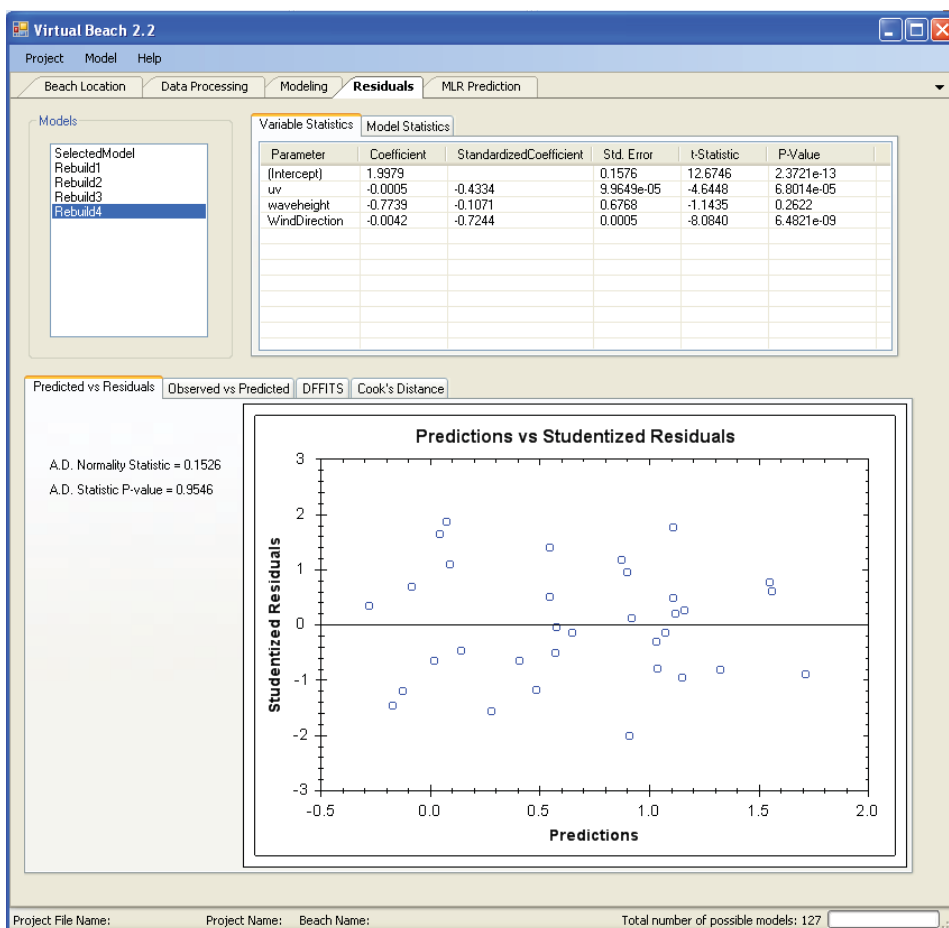 Virtual Beach 2.2
Project Model Help
Beach Location Data Processing Modeling Residuals MLR Prediction
Models
SelectedModel
Rebuild1
Rebuild2
Rebuild3
Rebuild4
Variable Statistics Model Statistics
Parameter Coefficient StandardizedCoefficient Std. Error t-Statistic P-Value
(Intercept) 1.9979 0.1576 12.6746 2.3721e-13
uv -0.0005 -0.4334 9.9649e-05 -4.6448 6.8014e-05
waveheight -0.7739 -0.1071 0.6768 -1.1435 0.2622
WindDirection -0.0042 -0.7244 0.0005 -8.0840 6.4821e-09
Predicted vs Residuals Observed vs Predicted DFFITS Cook's Distance
A.D. Normality Statistic = 0.1526
A.D. Statistic P-value = 0.9546
Predictions vs Studentized Residuals
Studentized Residuals
3
2
1
0
-1
-2
-3
-0.5 0.0 0.5 1.0 1.5 2.0
Predictions
Project File Name: Project Name: Beach Name: Total number of possible models: 127